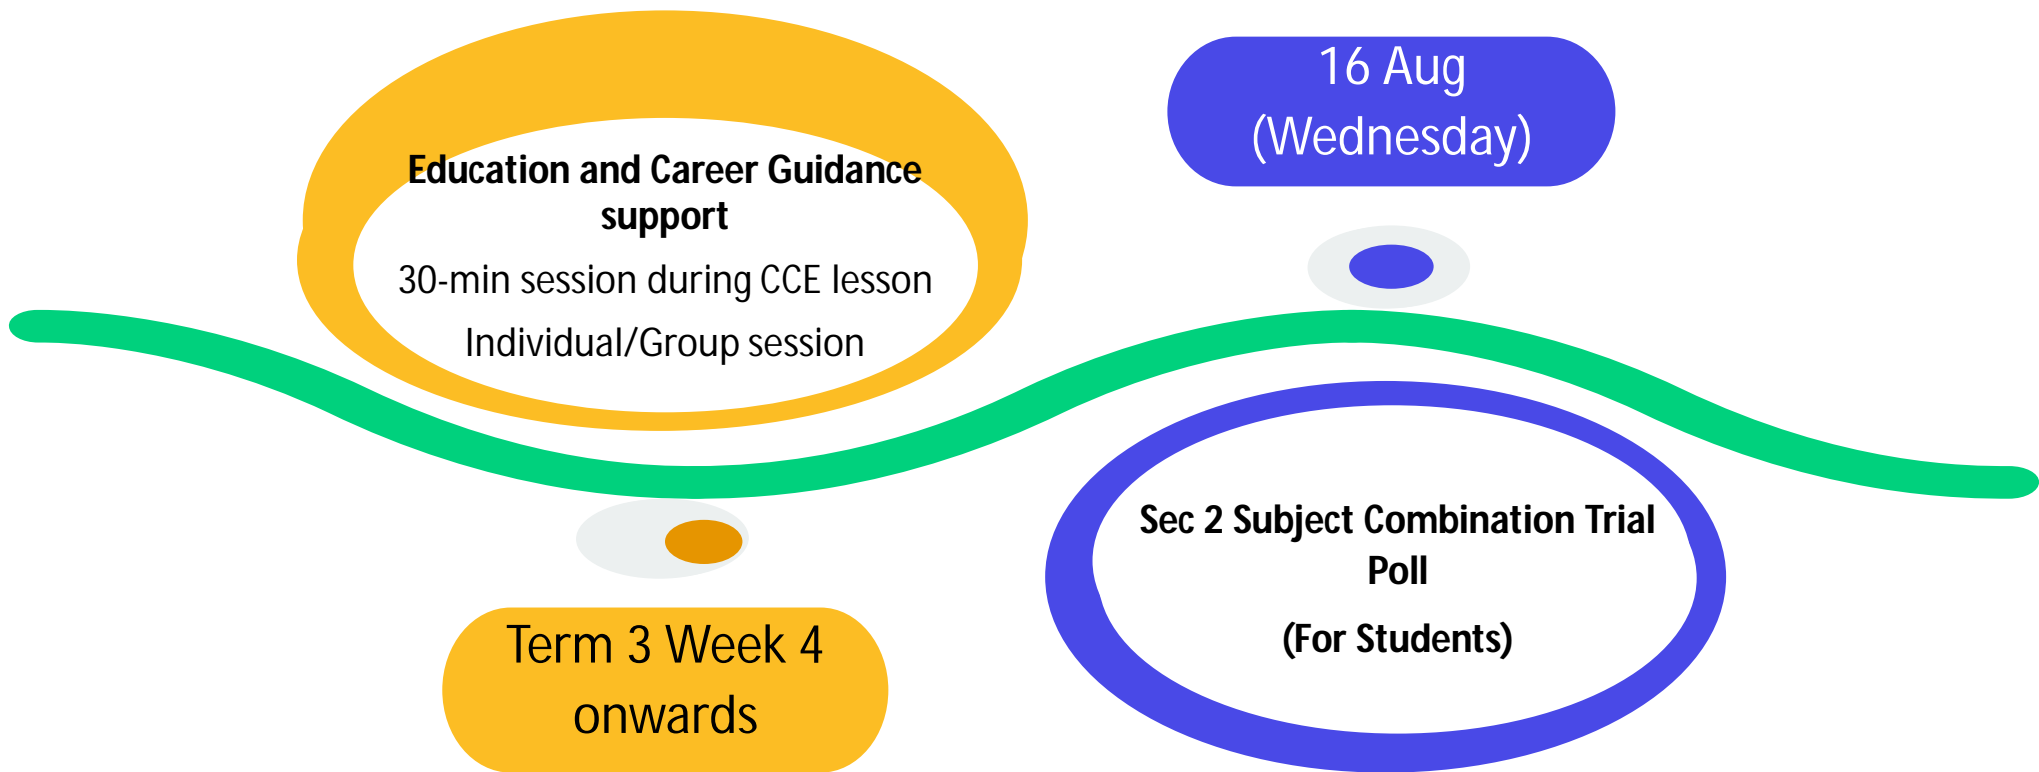 Education and Career Guidance
support
30-min session during CCE lesson
Individual/Group session
Term 3 Week 4
onwards
16 Aug
(Wednesday)
Sec 2 Subject Combination Trial
Poll
(For Students)